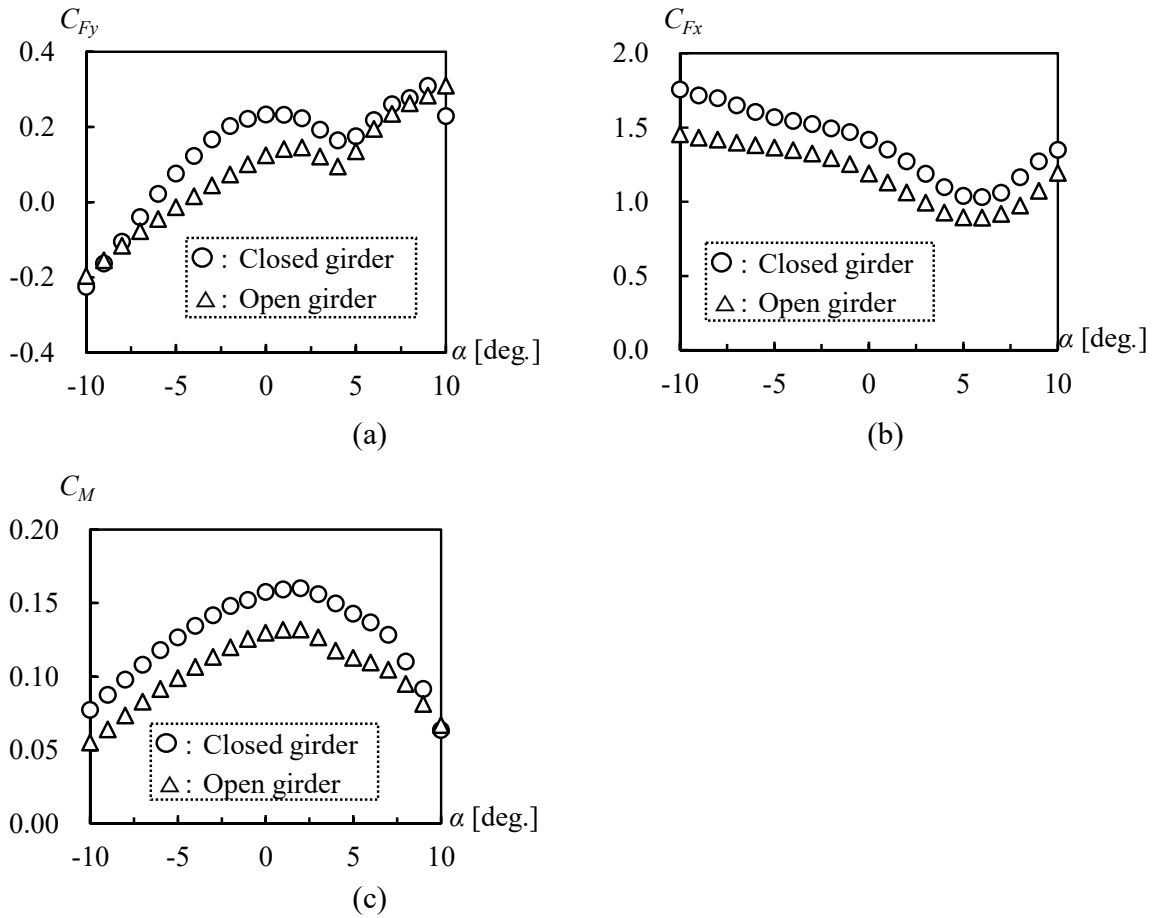 C_Fy
0.4
0.2
0.0
-0.2
-0.4
○ : Closed girder
△ : Open girder
α [deg.]
-10 -5 0 5 10
(a)
C_Fx
2.0
1.5
1.0
0.5
0.0
○ : Closed girder
△ : Open girder
α [deg.]
-10 -5 0 5 10
(b)
C_M
0.20
0.15
0.10
0.05
0.00
○ : Closed girder
△ : Open girder
α [deg.]
-10 -5 0 5 10
(c)